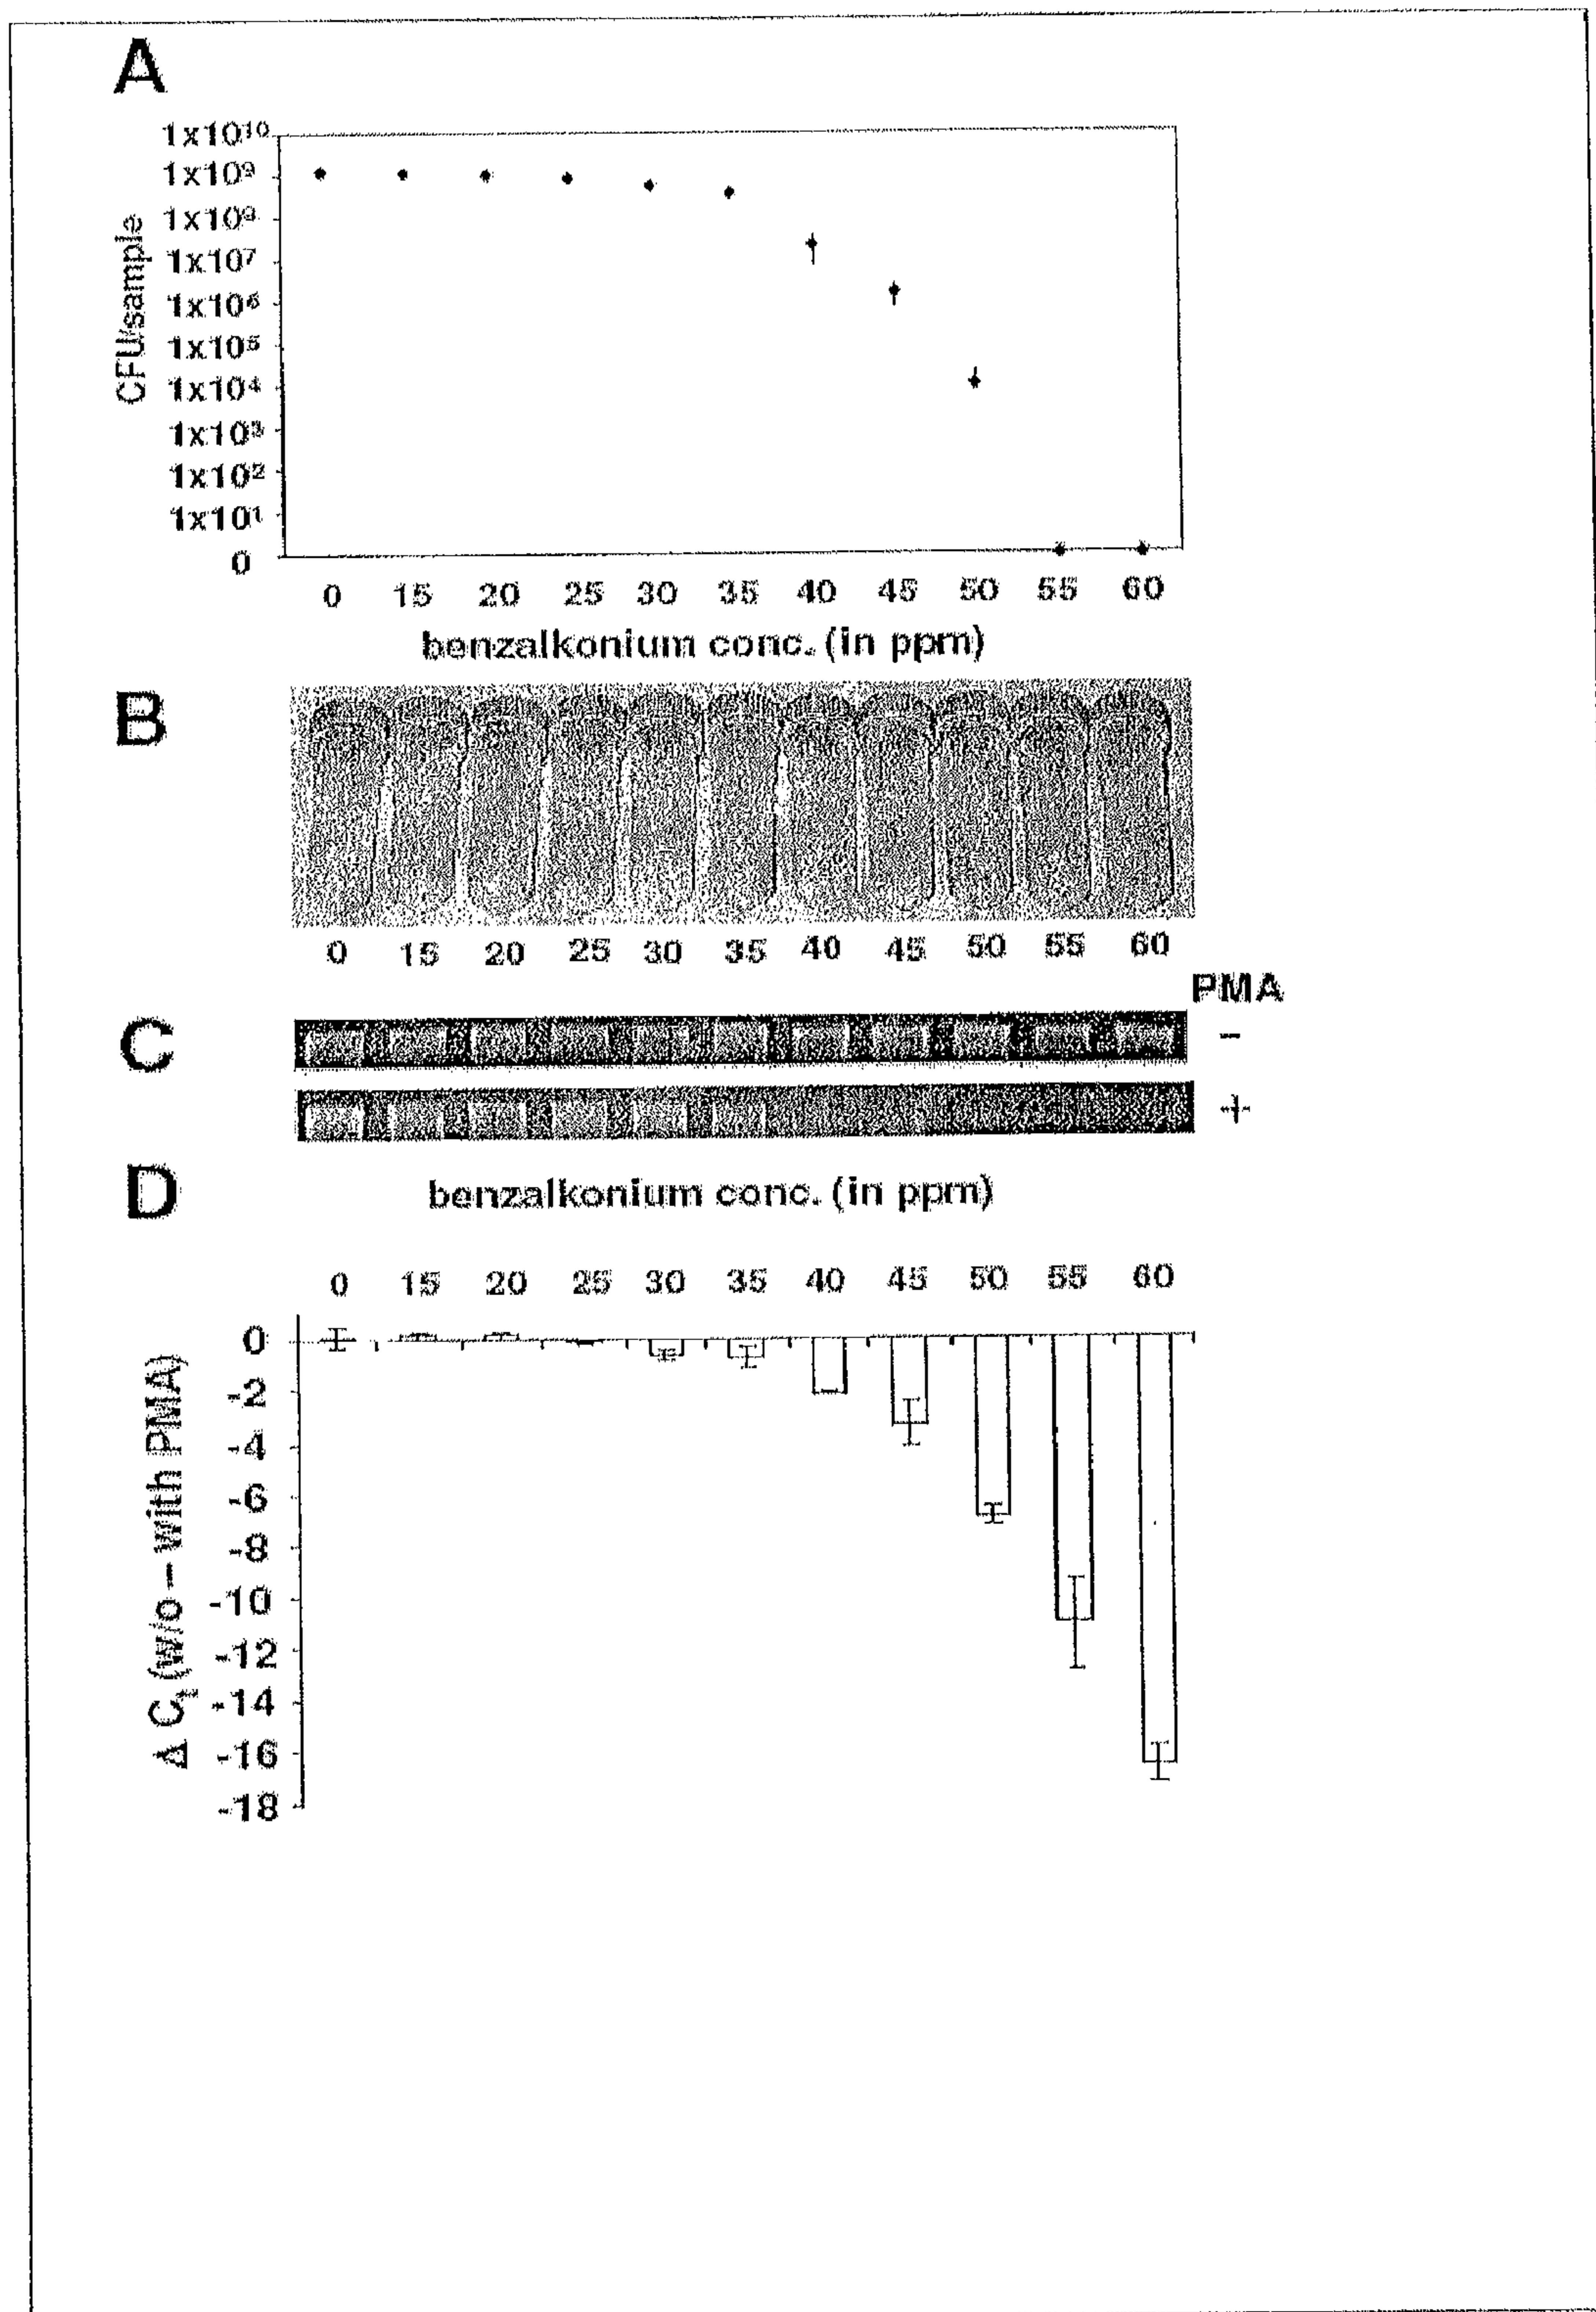 A
1x10¹⁰
1x10⁹
1x10⁸
1x10⁷
1x10⁶
1x10⁵
1x10⁴
1x10³
1x10²
1x10¹
0
CFU/sample
0 15 20 25 30 35 40 45 50 55 60
benzalkonium conc. (in ppm)
B
0 15 20 25 30 35 40 45 50 55 60
PMA
C
-
+
D
benzalkonium conc. (in ppm)
0 15 20 25 30 35 40 45 50 55 60
0
-2
-4
-6
-8
-10
-12
-14
-16
-18
Δ Cₜ (w/o – with PMA)